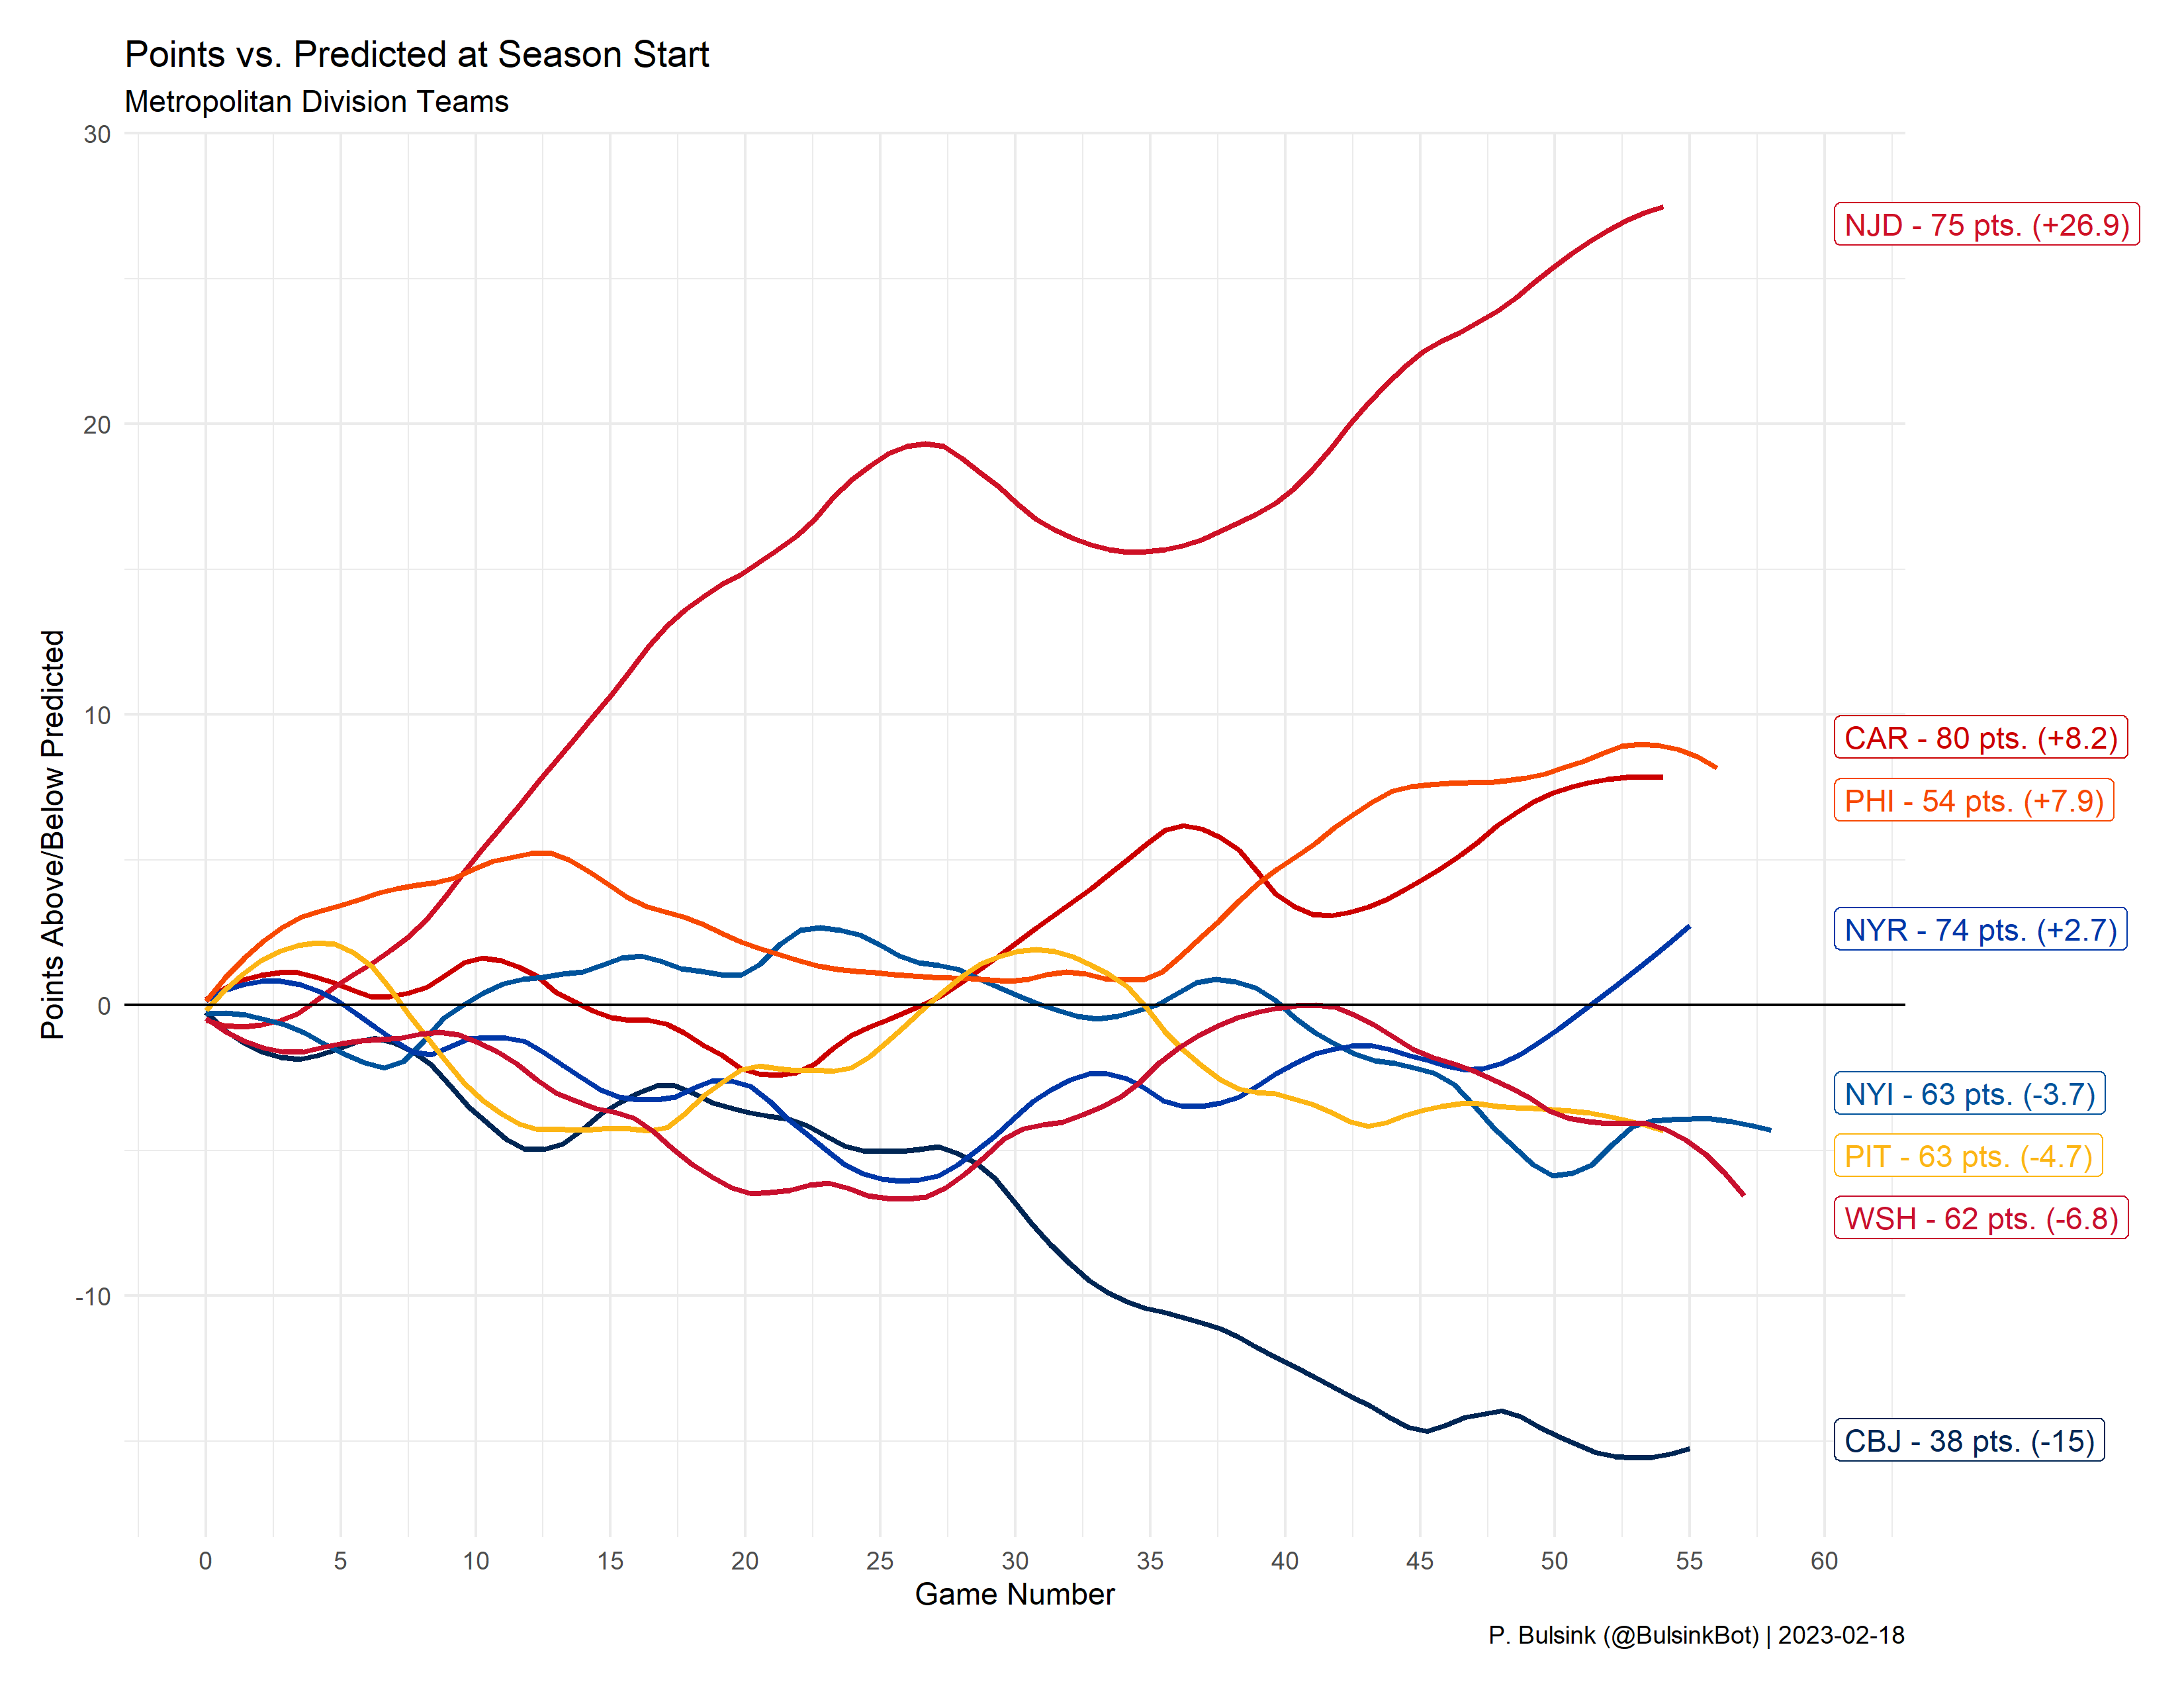 Points vs. Predicted at Season Start
Metropolitan Division Teams
Points Above/Below Predicted
30
20
10
0
-10
NJD - 75 pts. (+26.9)
CAR - 80 pts. (+8.2)
PHI - 54 pts. (+7.9)
NYR - 74 pts. (+2.7)
NYI - 63 pts. (-3.7)
PIT - 63 pts. (-4.7)
WSH - 62 pts. (-6.8)
CBJ - 38 pts. (-15)
0 5 10 15 20 25 30 35 40 45 50 55 60
Game Number
P. Bulsink (@BulsinkBot) | 2023-02-18